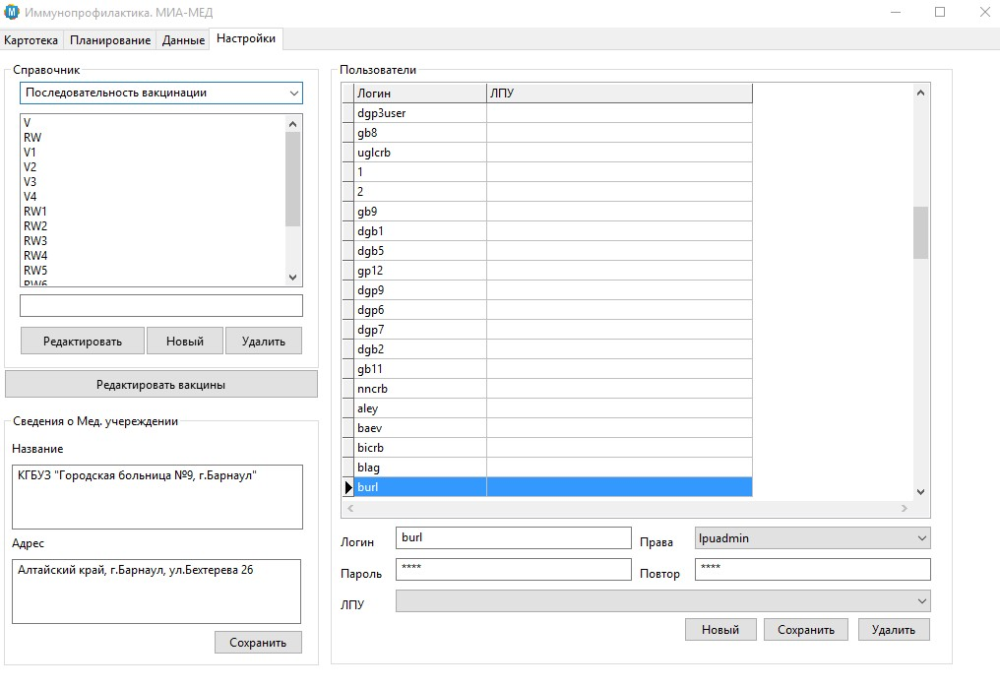 Иммунопрофилактика. МИА-МЕД
Картотека Планирование Данные Настройки
Справочник
Последовательность вакцинации
V
RW
V1
V2
V3
V4
RW1
RW2
RW3
RW4
RW5
RW6
Редактировать Новый Удалить
Редактировать вакцины
Сведения о Мед. учереждении
Название
КГБУЗ "Городская больница №9, г.Барнаул"
Адрес
Алтайский край, г.Барнаул, ул.Бехтерева 2б
Сохранить
Пользователи
Логин ЛПУ
dgp3user
gb8
uglcrb
1
2
gb9
dgb1
dgb5
gp12
dgp9
dgp6
dgp7
dgb2
gb11
nncrb
aley
baev
bicrb
blag
burl
Логин burl Права lpuadmin
Пароль **** Повтор ****
ЛПУ
Новый Сохранить Удалить